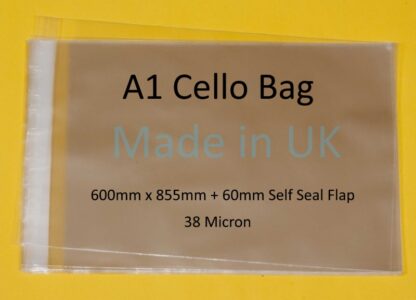 A1 Cello Bag
Made in UK
600mm x 855mm + 60mm Self Seal Flap
38 Micron